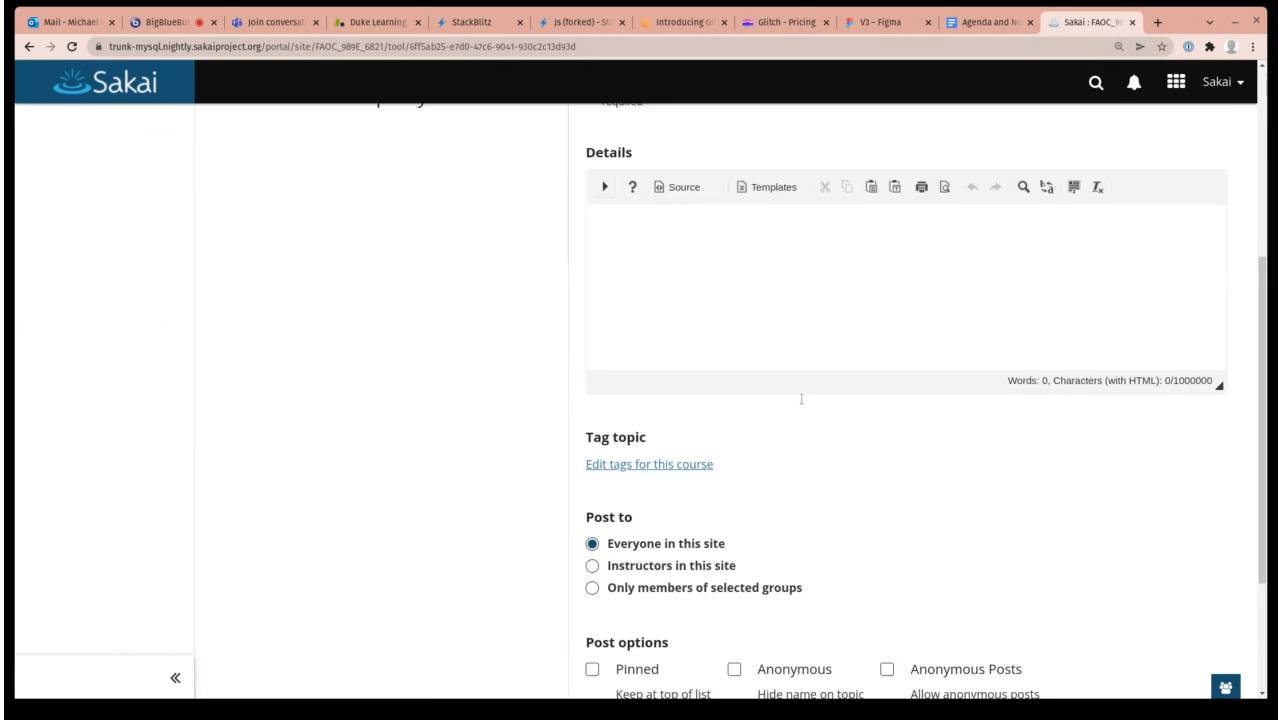 Mail - Michael
BigBlueBu
Join conversat
Duke Learning
StackBlitz
Js (forked) - Sta
Introducing Gl
Glitch - Pricing
V3 – Figma
Agenda and N
Sakai : FAOC_98
trunk-mysql.nightly.sakaiproject.org/portal/site/FAOC_989E_6821/tool/6ff5ab25-e7d0-47c6-9041-930c2c13d93d
Sakai
Sakai
required
Details
? Source Templates
Words: 0, Characters (with HTML): 0/1000000
Tag topic
Edit tags for this course
Post to
Everyone in this site
Instructors in this site
Only members of selected groups
Post options
Pinned Anonymous Anonymous Posts
Keep at top of list Hide name on topic Allow anonymous posts